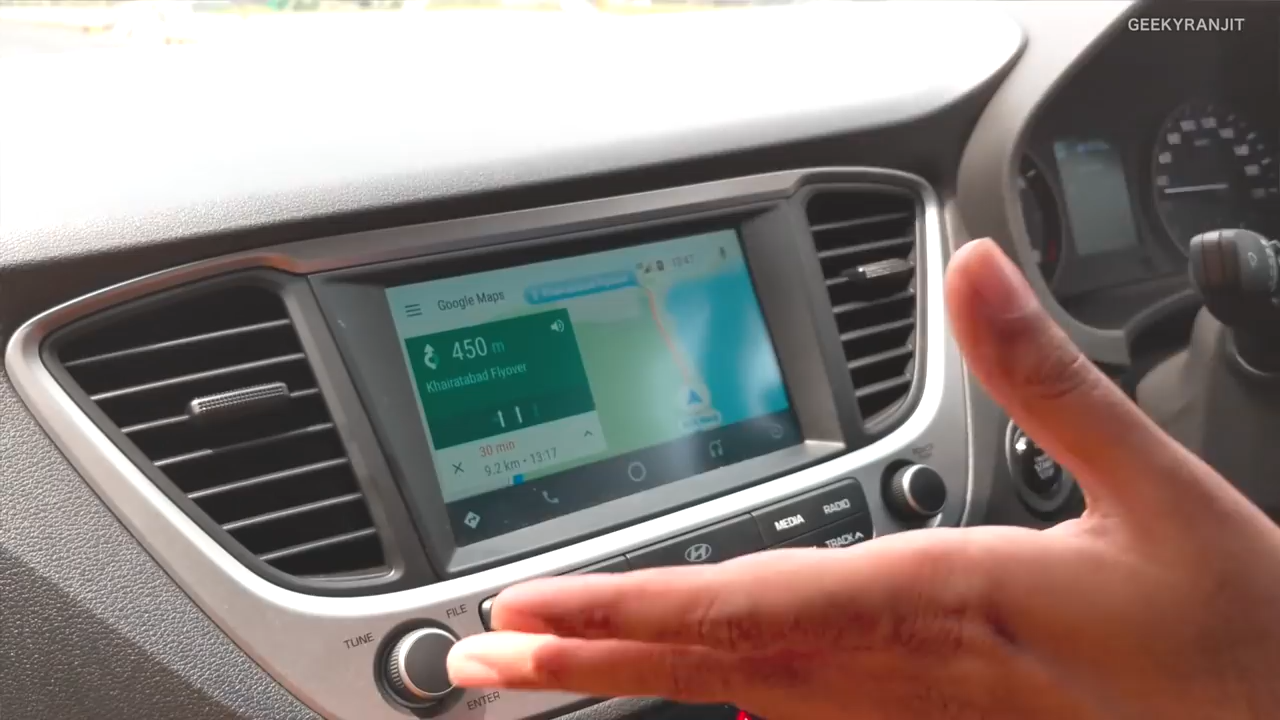 GEEKYRANJIT
Google Maps
450 m
Khairatabad Flyover
30 min
9.2 km • 13:17
MEDIA
RADIO
TRACK
START
FILE
TUNE
ENTER